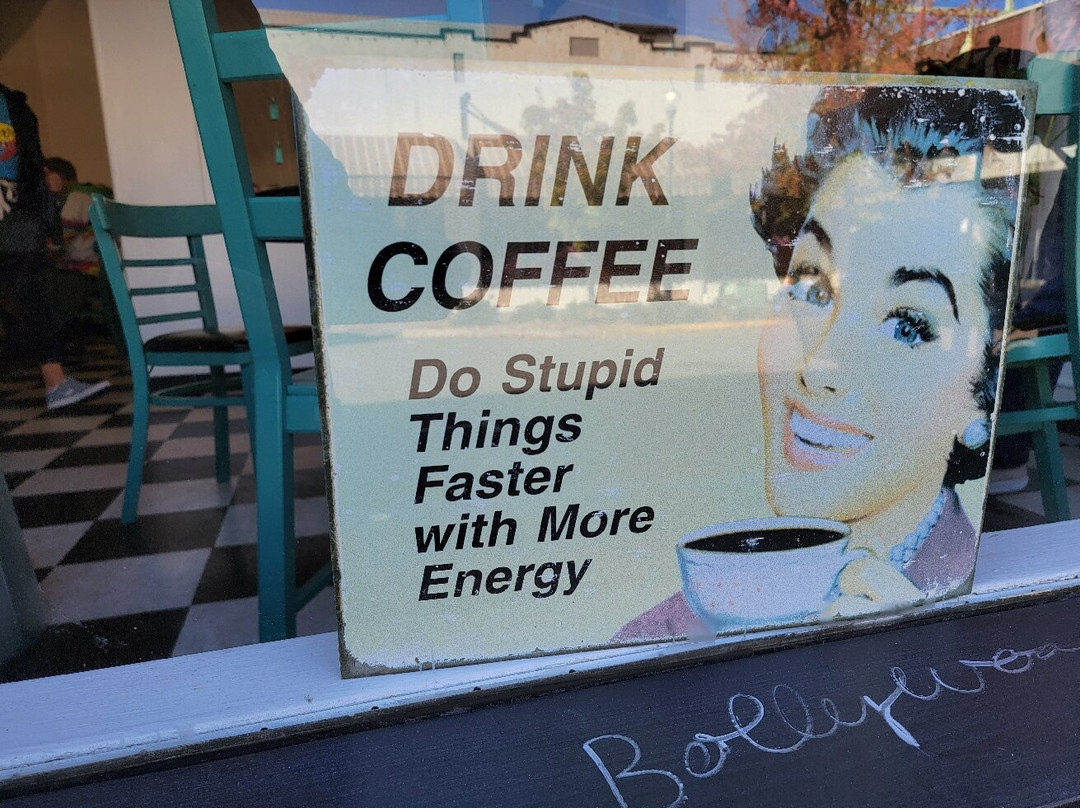 DRINK
COFFEE
Do Stupid
Things
Faster
with More
Energy